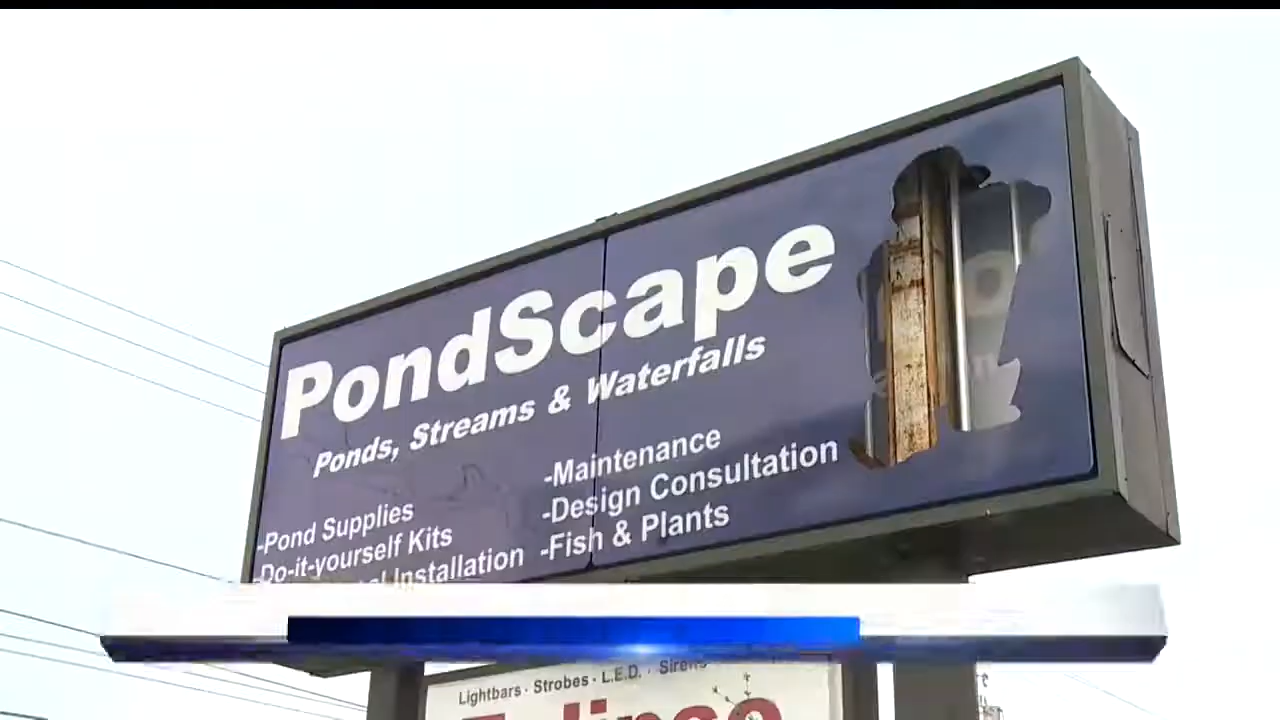 PondScape
Ponds, Streams & Waterfalls
-Pond Supplies
-Do-it-yourself Kits
Installation
-Maintenance
-Design Consultation
-Fish & Plants
Lightbars · Strobes · L.E.D. · Sirens